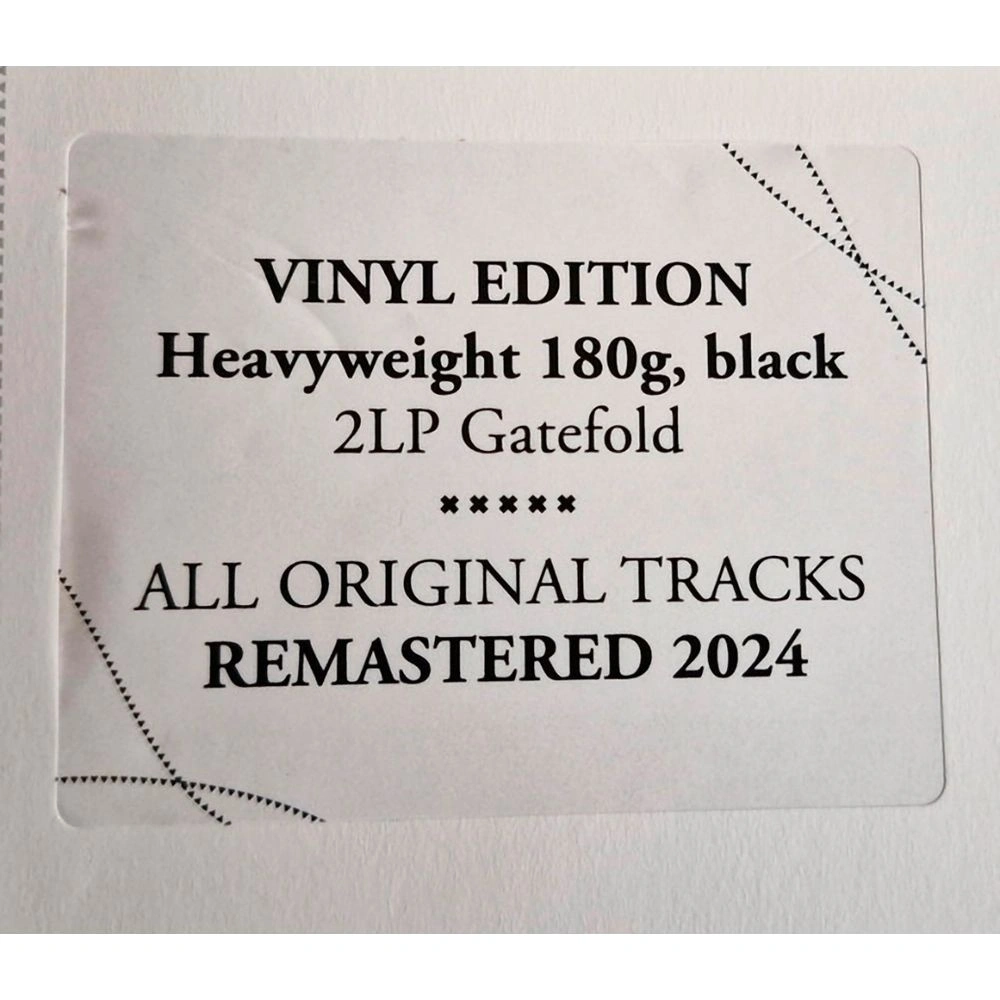 VINYL EDITION
Heavyweight 180g, black
2LP Gatefold
×××××
ALL ORIGINAL TRACKS
REMASTERED 2024